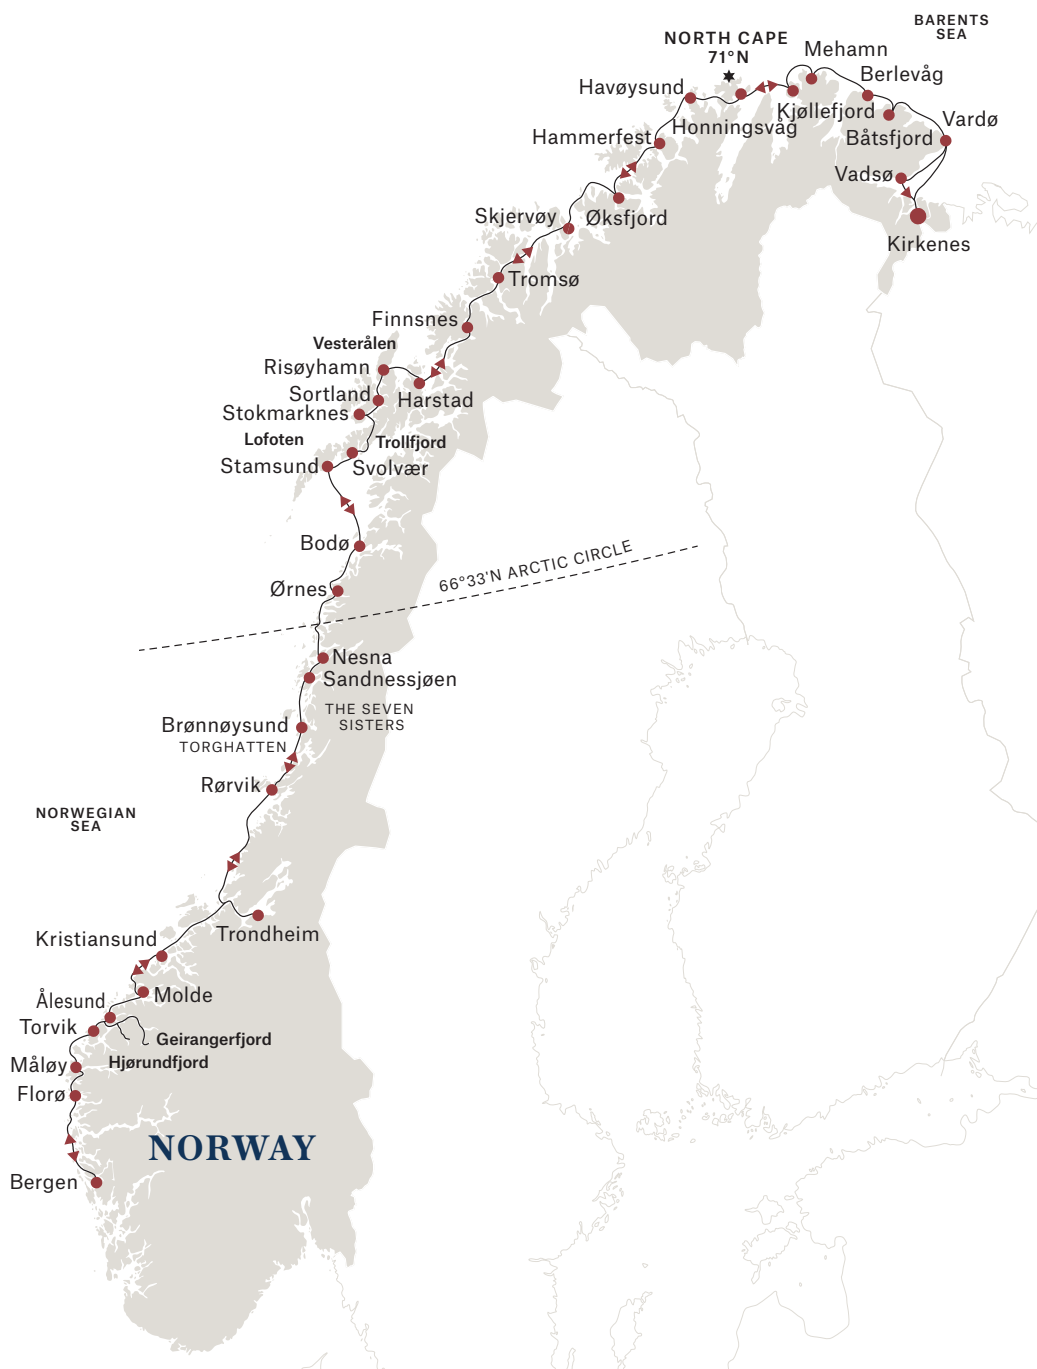 BARENTS
SEA
NORTH CAPE
71°N
Mehamn
Berlevåg
Havøysund
Kjøllefjord
Vardø
Honningsvåg
Hammerfest
Båtsfjord
Vadsø
Skjervøy
Øksfjord
Kirkenes
Tromsø
Finnsnes
Vesterålen
Risøyhamn
Sortland
Harstad
Stokmarknes
Lofoten
Trollfjord
Stamsund
Svolvær
Bodø
66°33'N ARCTIC CIRCLE
Ørnes
Nesna
Sandnessjøen
THE SEVEN
SISTERS
Brønnøysund
TORGHATTEN
Rørvik
NORWEGIAN
SEA
Trondheim
Kristiansund
Molde
Ålesund
Torvik
Geirangerfjord
Hjørundfjord
Måløy
Florø
NORWAY
Bergen